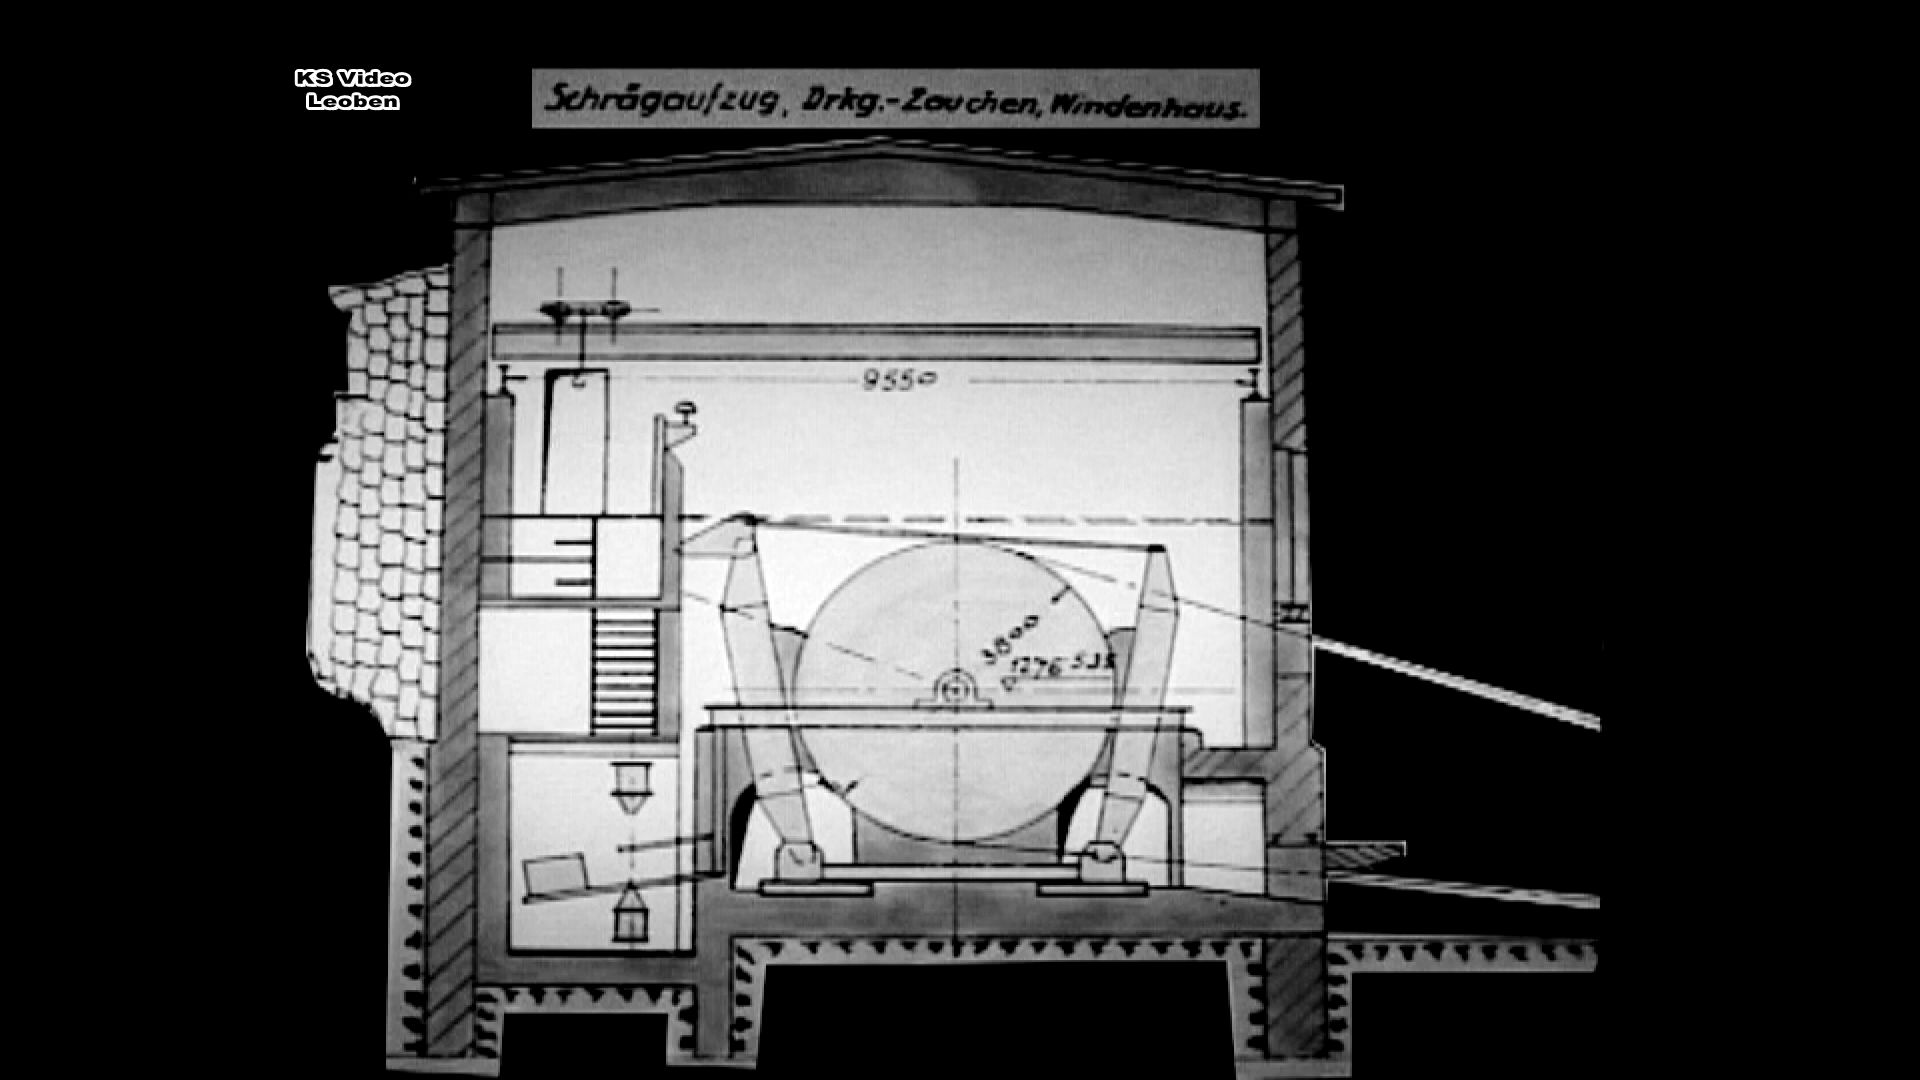 KS Video
Leoben
Schrägaufzug, Drkg.-Zauchen, Windenhaus.
9550
3800